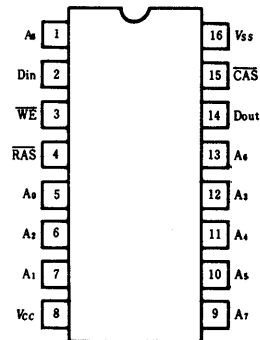 A₈ 1 16 Vss
Din 2 15 CAS
WE 3 14 Dout
RAS 4 13 A₆
A₀ 5 12 A₃
A₂ 6 11 A₄
A₁ 7 10 A₅
Vcc 8 9 A₇